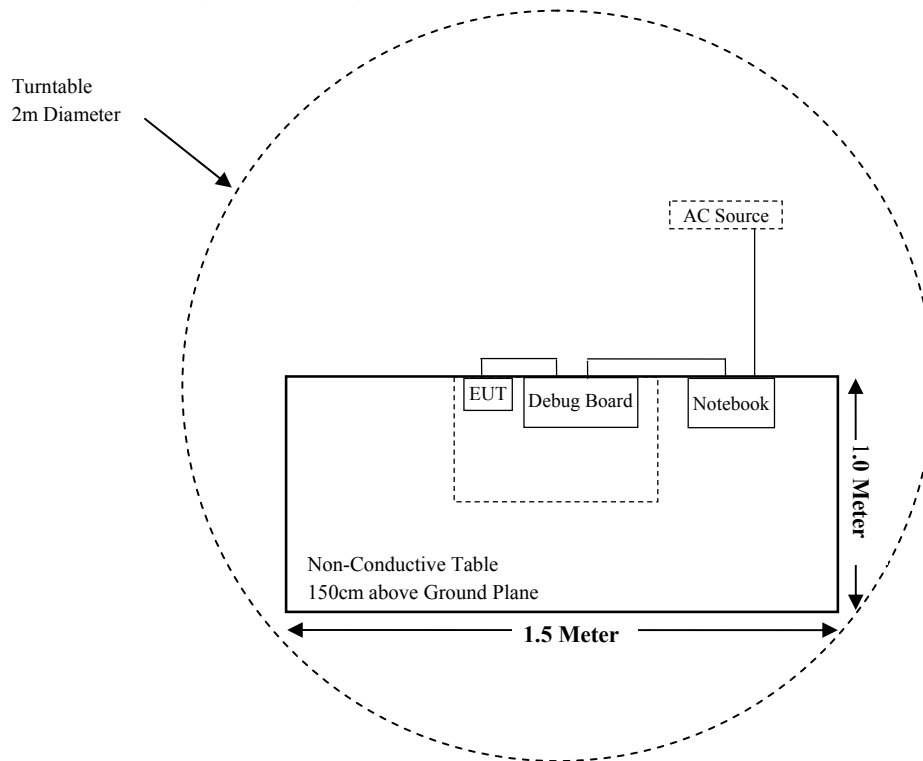 Turntable
2m Diameter
AC Source
EUT
Debug Board
Notebook
1.0 Meter
Non-Conductive Table
150cm above Ground Plane
1.5 Meter